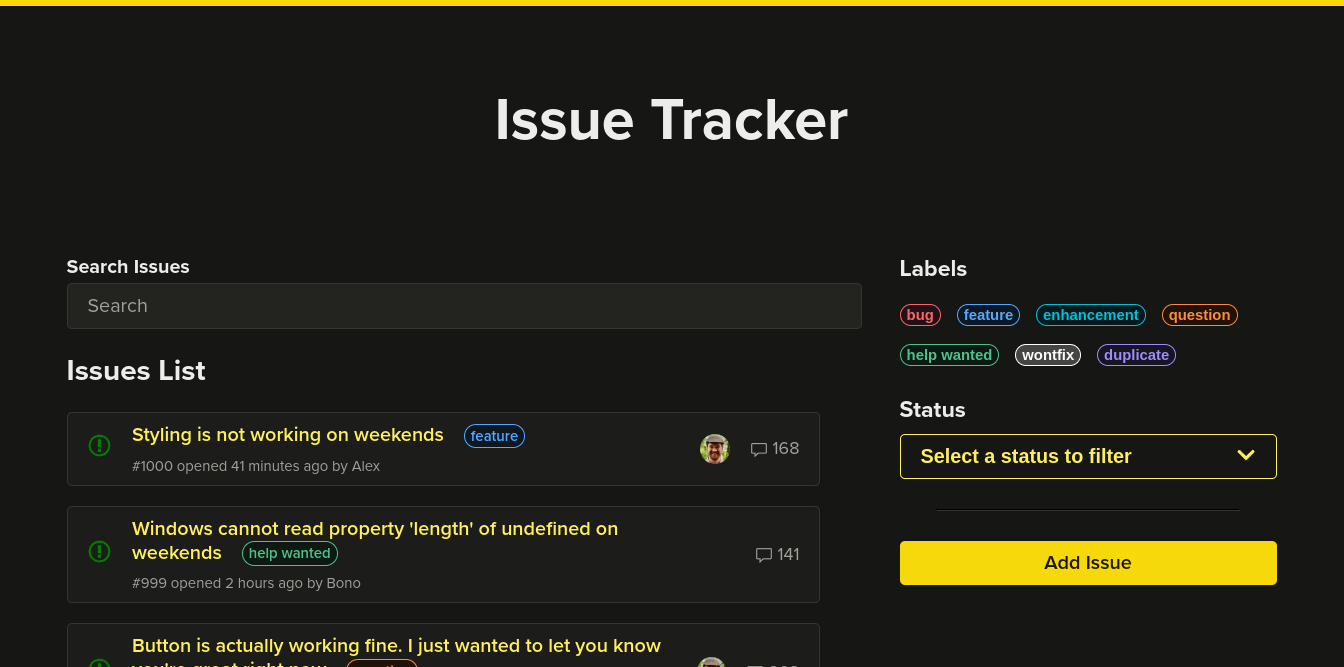 Issue Tracker
Search Issues
Search
Issues List
Styling is not working on weekends feature
#1000 opened 41 minutes ago by Alex
168
Windows cannot read property 'length' of undefined on
weekends help wanted
#999 opened 2 hours ago by Bono
141
Button is actually working fine. I just wanted to let you know
Labels
bug feature enhancement question
help wanted wontfix duplicate
Status
Select a status to filter
Add Issue